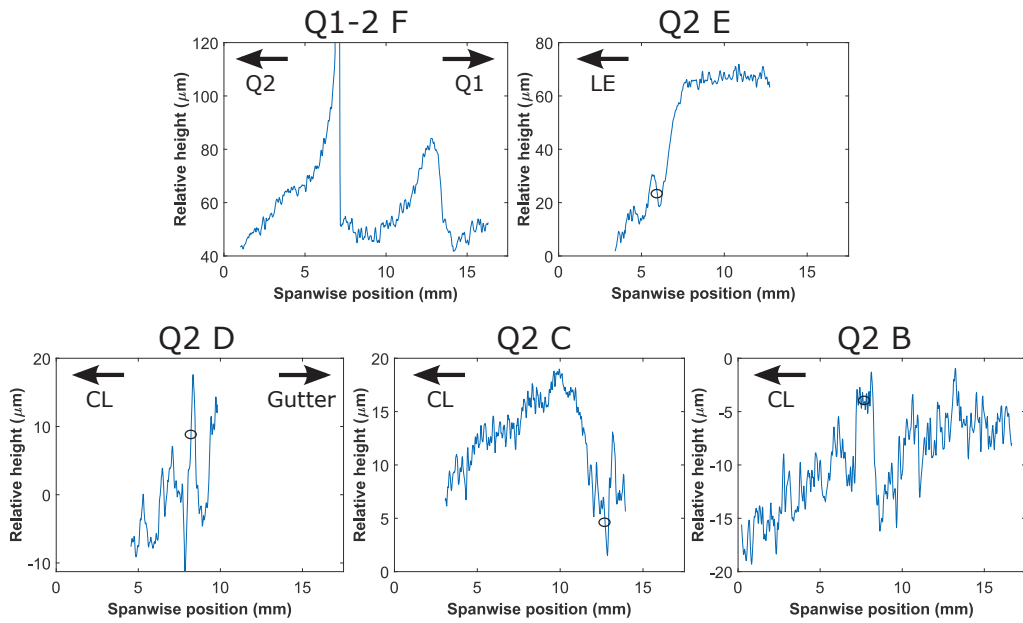 Q1-2 F
120
100
80
60
40
Relative height (μm)
Q2
Q1
0
5
10
15
Spanwise position (mm)
Q2 E
80
60
40
20
0
Relative height (μm)
LE
0
5
10
15
Spanwise position (mm)
Q2 D
20
10
0
-10
Relative height (μm)
CL
Gutter
0
5
10
15
Spanwise position (mm)
Q2 C
20
15
10
5
0
Relative height (μm)
CL
0
5
10
15
Spanwise position (mm)
Q2 B
0
-5
-10
-15
-20
Relative height (μm)
CL
0
5
10
15
Spanwise position (mm)